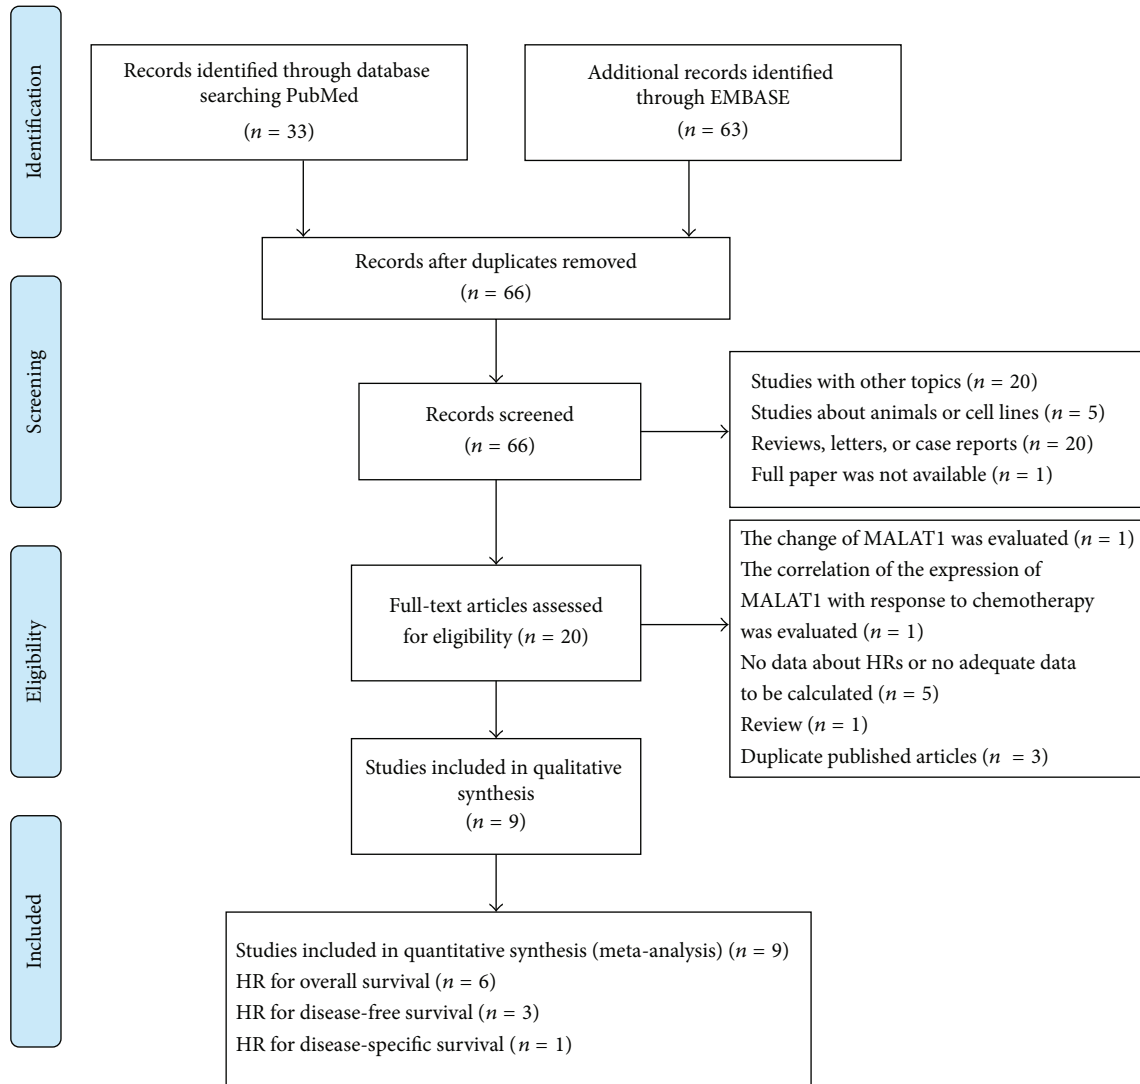 Identification
Records identified through database
searching PubMed
(n = 33)
Additional records identified
through EMBASE
(n = 63)
Records after duplicates removed
(n = 66)
Screening
Records screened
(n = 66)
Studies with other topics (n = 20)
Studies about animals or cell lines (n = 5)
Reviews, letters, or case reports (n = 20)
Full paper was not available (n = 1)
Eligibility
Full-text articles assessed
for eligibility (n = 20)
The change of MALAT1 was evaluated (n = 1)
The correlation of the expression of
MALAT1 with response to chemotherapy
was evaluated (n = 1)
No data about HRs or no adequate data
to be calculated (n = 5)
Review (n = 1)
Duplicate published articles (n = 3)
Studies included in qualitative
synthesis
(n = 9)
Included
Studies included in quantitative synthesis (meta-analysis) (n = 9)
HR for overall survival (n = 6)
HR for disease-free survival (n = 3)
HR for disease-specific survival (n = 1)